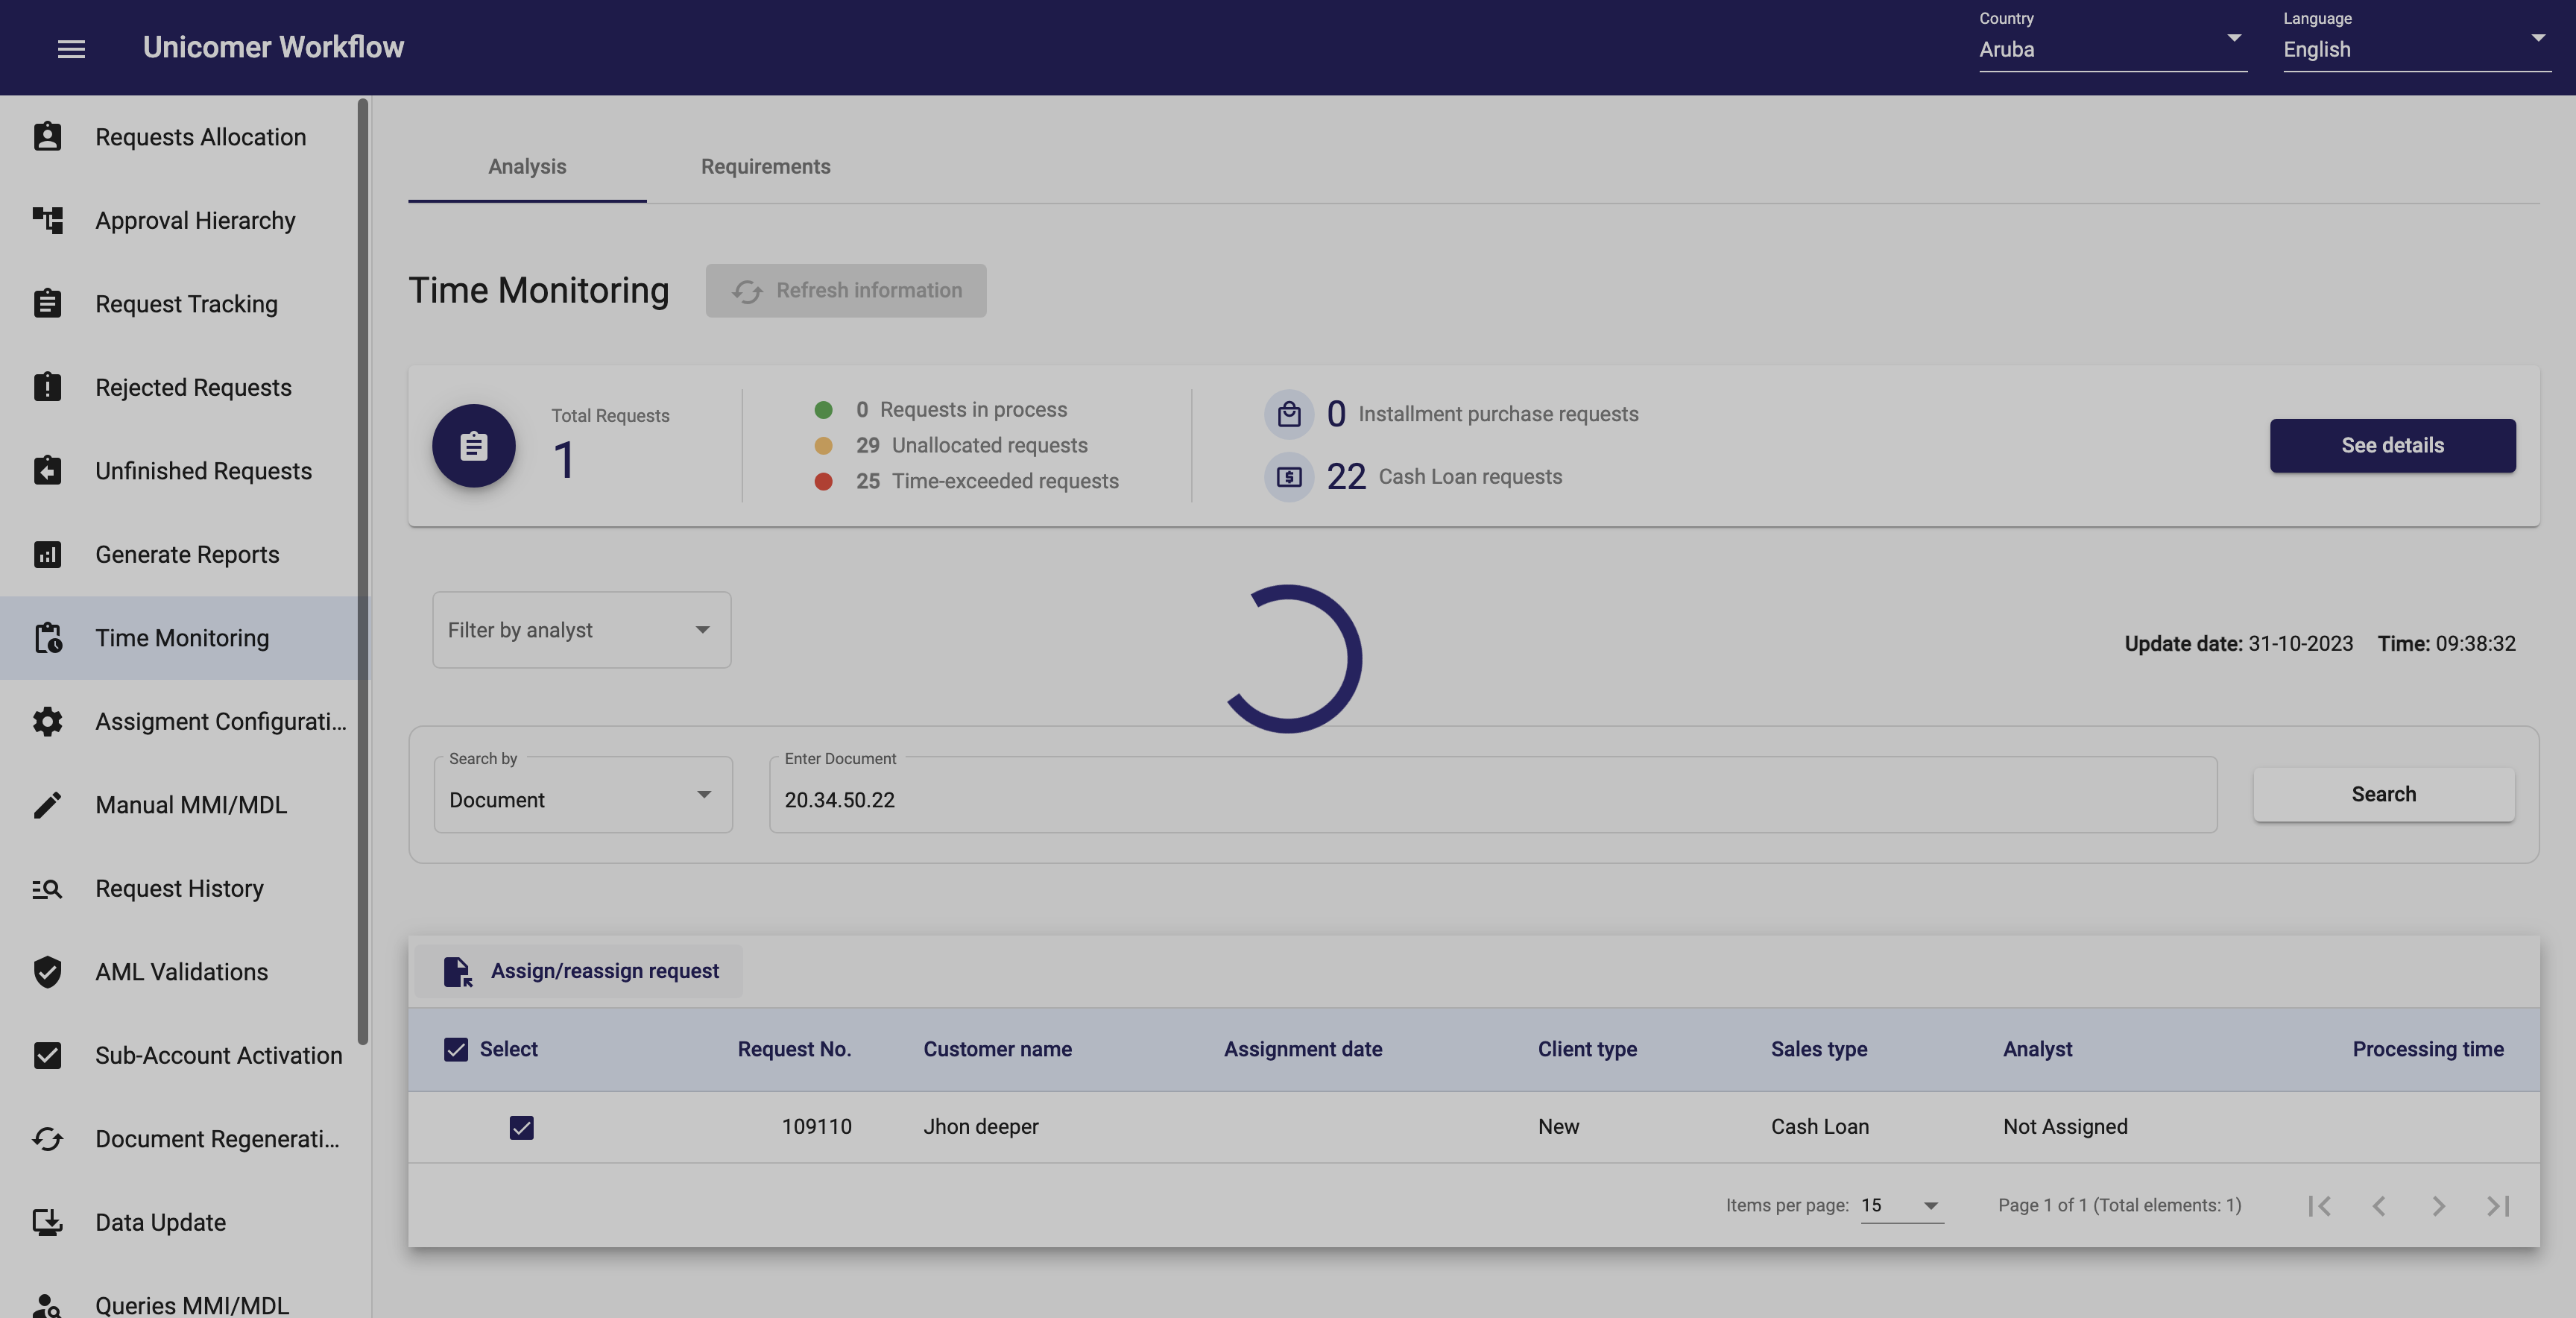 Unicomer Workflow
Country
Aruba
Language
English
Requests Allocation
Approval Hierarchy
Request Tracking
Rejected Requests
Unfinished Requests
Generate Reports
Time Monitoring
Assigment Configurati...
Manual MMI/MDL
Request History
AML Validations
Sub-Account Activation
Document Regenerati...
Data Update
Queries MMI/MDL
Analysis
Requirements
Time Monitoring
Refresh information
Total Requests
1
0 Requests in process
29 Unallocated requests
25 Time-exceeded requests
0 Installment purchase requests
22 Cash Loan requests
See details
Filter by analyst
Update date: 31-10-2023 Time: 09:38:32
Search by
Document
Enter Document
20.34.50.22
Search
Assign/reassign request
Select Request No. Customer name Assignment date Client type Sales type Analyst Processing time
109110 Jhon deeper New Cash Loan Not Assigned
Items per page: 15 Page 1 of 1 (Total elements: 1)